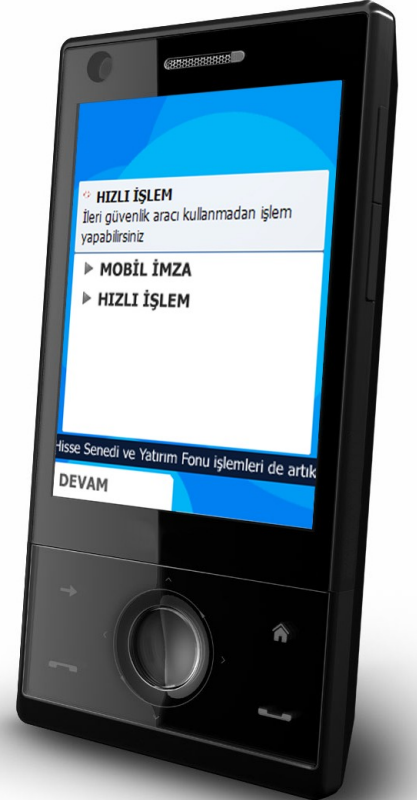 HIZLI İŞLEM
İleri güvenlik aracı kullanmadan işlem
yapabilirsiniz
MOBİL İMZA
HIZLI İŞLEM
Hisse Senedi ve Yatırım Fonu işlemleri de artık
DEVAM